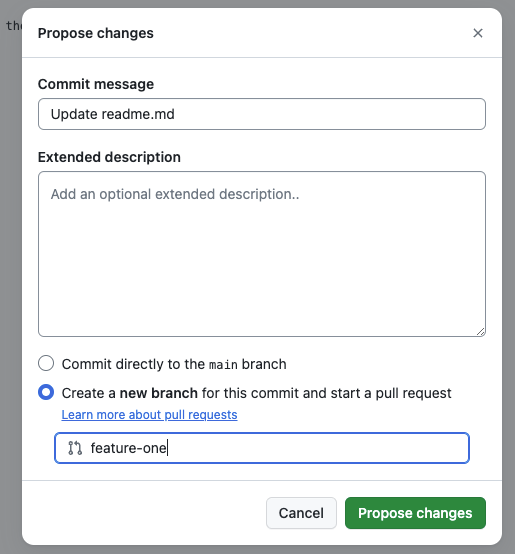 the
Propose changes
Commit message
Update readme.md
Extended description
Add an optional extended description..
Commit directly to the main branch
Create a new branch for this commit and start a pull request
Learn more about pull requests
feature-one
Cancel
Propose changes